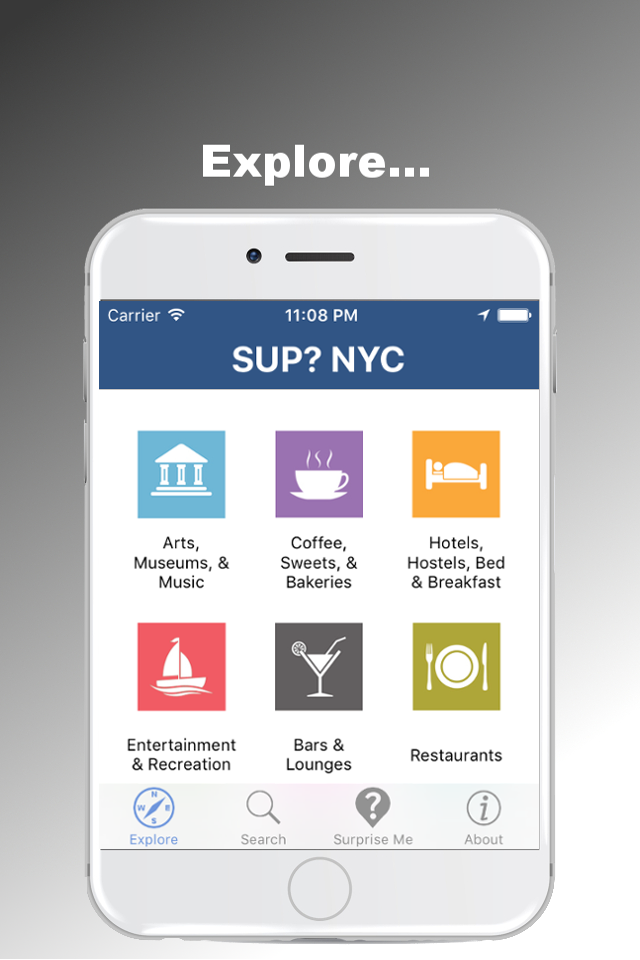 Explore...
Carrier 11:08 PM
SUP? NYC
Arts,
Museums, &
Music
Coffee,
Sweets, &
Bakeries
Hotels,
Hostels, Bed
& Breakfast
Entertainment
& Recreation
Bars &
Lounges
Restaurants
N
W E
S
Explore
?
Search
Surprise Me
i
About